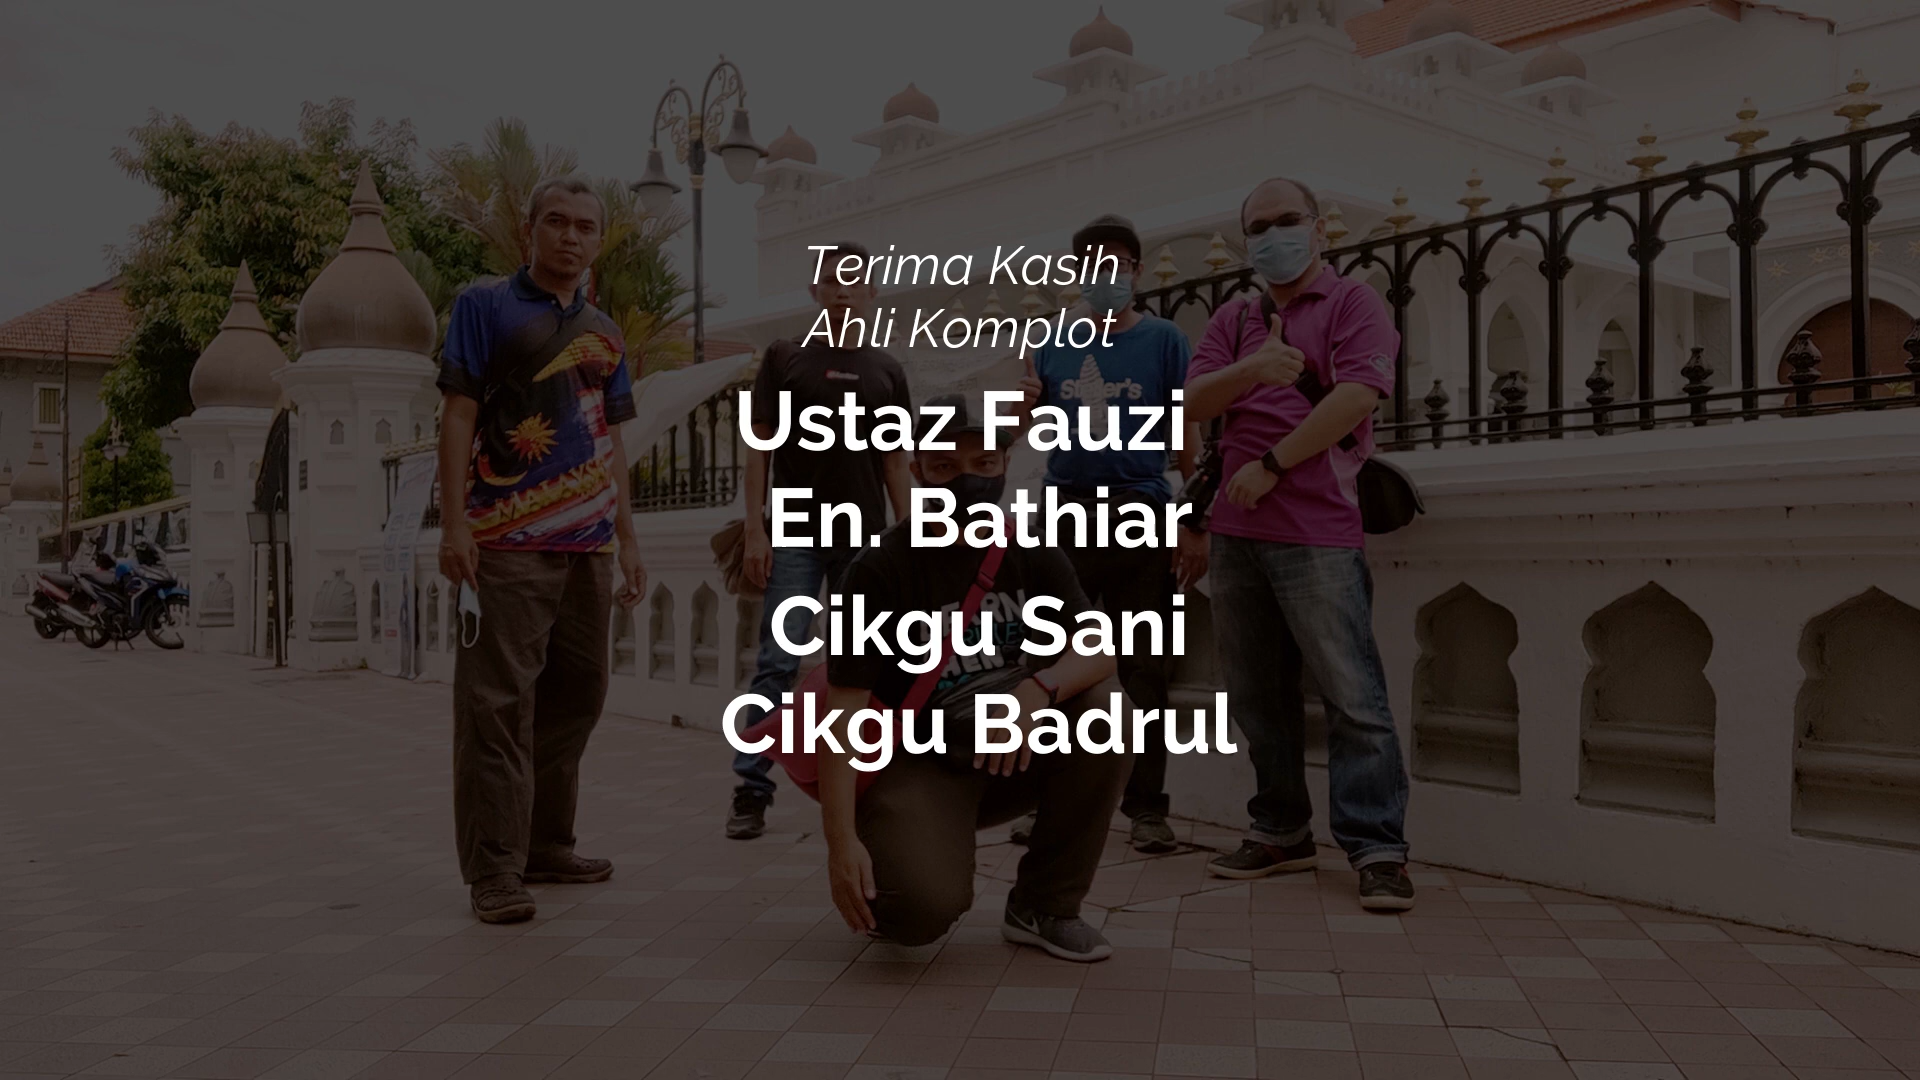 Terima Kasih
Ahli Komplot
Ustaz Fauzi
En. Bathiar
Cikgu Sani
Cikgu Badrul